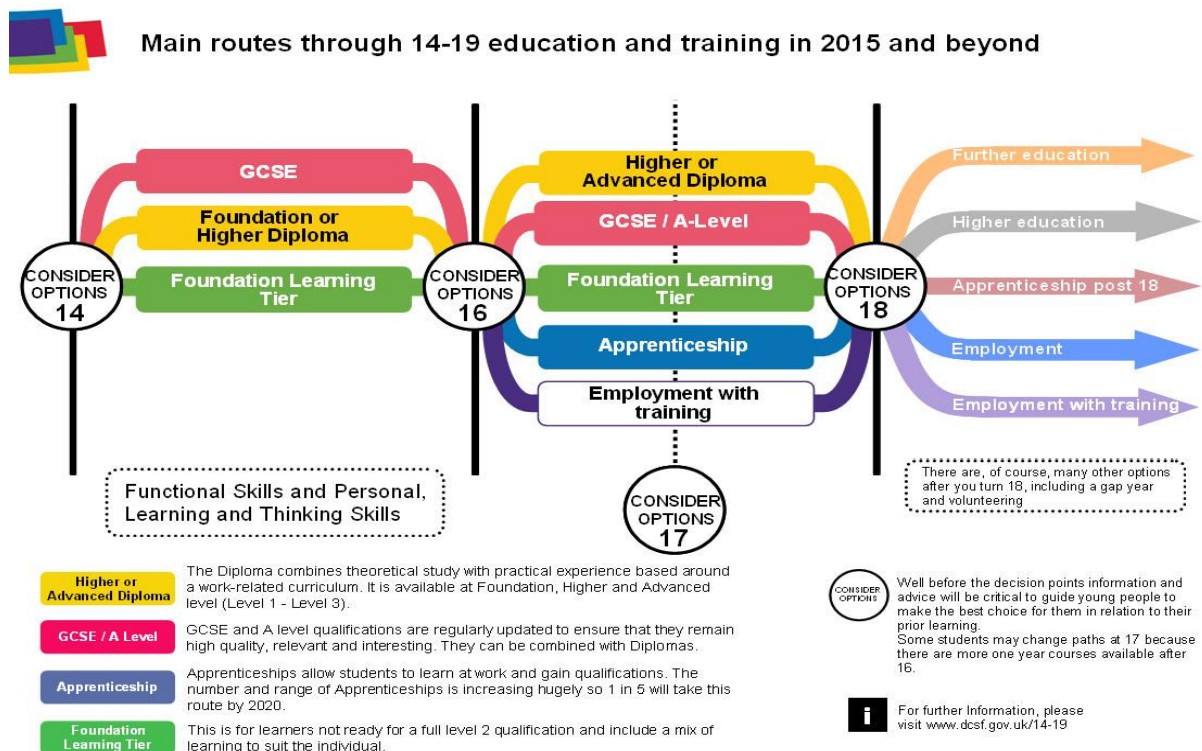 Main routes through 14-19 education and training in 2015 and beyond
GCSE
Foundation or
Higher Diploma
Foundation Learning
Tier
CONSIDER
OPTIONS
14
CONSIDER
OPTIONS
16
Higher or
Advanced Diploma
GCSE / A-Level
Foundation Learning
Tier
Apprenticeship
Employment with
training
CONSIDER
OPTIONS
18
Further education
Higher education
Apprenticeship post 18
Employment
Employment with training
Functional Skills and Personal,
Learning and Thinking Skills
CONSIDER
OPTIONS
17
There are, of course, many other options
after you turn 18, including a gap year
and volunteering
Higher or
Advanced Diploma
The Diploma combines theoretical study with practical experience based around
a work-related curriculum. It is available at Foundation, Higher and Advanced
level (Level 1 - Level 3).
GCSE / A Level
GCSE and A level qualifications are regularly updated to ensure that they remain
high quality, relevant and interesting. They can be combined with Diplomas.
Apprenticeship
Apprenticeships allow students to learn at work and gain qualifications. The
number and range of Apprenticeships is increasing hugely so 1 in 5 will take this
route by 2020.
Foundation
Learning Tier
This is for learners not ready for a full level 2 qualification and include a mix of
learning to suit the individual.
CONSIDER
OPTIONS
Well before the decision points information and
advice will be critical to guide young people to
make the best choice for them in relation to their
prior learning.
Some students may change paths at 17 because
there are more one year courses available after
16.
i
For further Information, please
visit www.dcsf.gov.uk/14-19